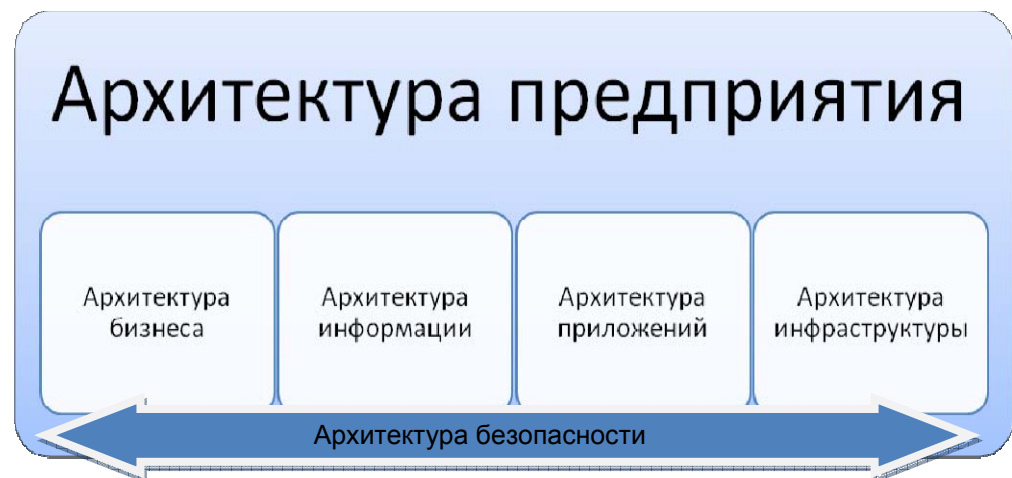 Архитектура предприятия
Архитектура
бизнеса
Архитектура
информации
Архитектура
приложений
Архитектура
инфраструктуры
Архитектура безопасности